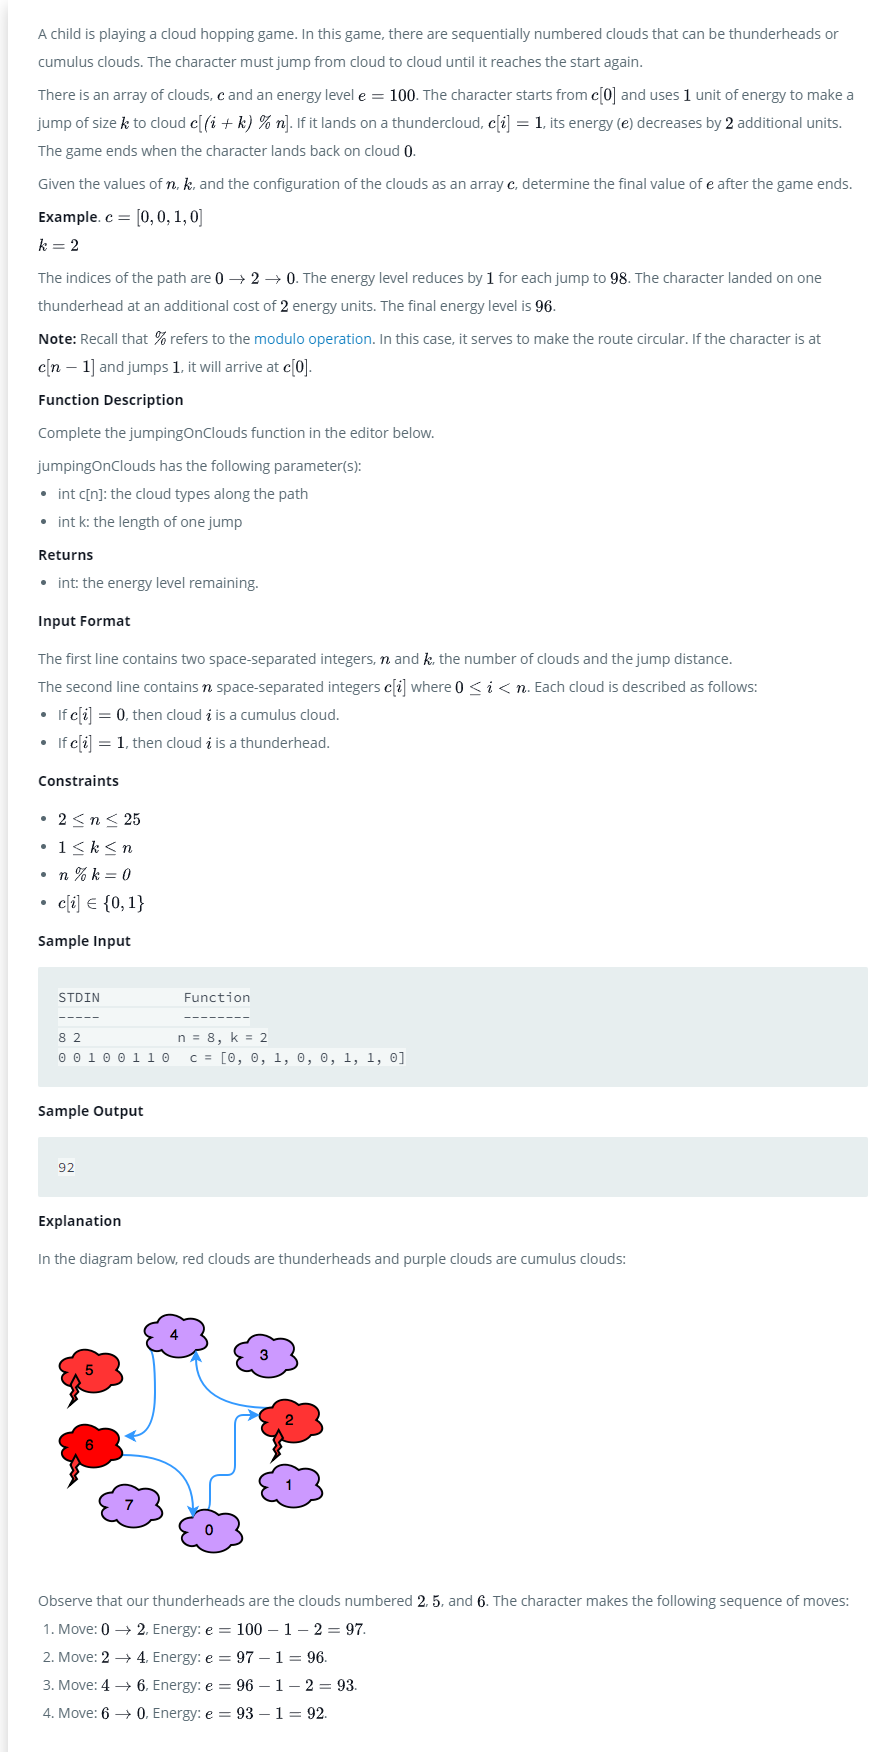 A child is playing a cloud hopping game. In this game, there are sequentially numbered clouds that can be thunderheads or
cumulus clouds. The character must jump from cloud to cloud until it reaches the start again.
There is an array of clouds, c and an energy level e = 100. The character starts from c[0] and uses 1 unit of energy to make a
jump of size k to cloud c[(i + k) % n]. If it lands on a thundercloud, c[i] = 1, its energy (e) decreases by 2 additional units.
The game ends when the character lands back on cloud 0.
Given the values of n, k, and the configuration of the clouds as an array c, determine the final value of e after the game ends.
Example. c = [0, 0, 1, 0]
k = 2
The indices of the path are 0 → 2 → 0. The energy level reduces by 1 for each jump to 98. The character landed on one
thunderhead at an additional cost of 2 energy units. The final energy level is 96.
Note: Recall that % refers to the modulo operation. In this case, it serves to make the route circular. If the character is at
c[n − 1] and jumps 1, it will arrive at c[0].
Function Description
Complete the jumpingOnClouds function in the editor below.
jumpingOnClouds has the following parameter(s):
• int c[n]: the cloud types along the path
• int k: the length of one jump
Returns
• int: the energy level remaining.
Input Format
The first line contains two space-separated integers, n and k, the number of clouds and the jump distance.
The second line contains n space-separated integers c[i] where 0 ≤ i < n. Each cloud is described as follows:
• If c[i] = 0, then cloud i is a cumulus cloud.
• If c[i] = 1, then cloud i is a thunderhead.
Constraints
• 2 ≤ n ≤ 25
• 1 ≤ k ≤ n
• n % k = 0
• c[i] ∈ {0, 1}
Sample Input
STDIN Function
----- --------
8 2 n = 8, k = 2
0 0 1 0 0 1 1 0 c = [0, 0, 1, 0, 0, 1, 1, 0]
Sample Output
92
Explanation
In the diagram below, red clouds are thunderheads and purple clouds are cumulus clouds:
4
3
5
2
6
1
7
0
Observe that our thunderheads are the clouds numbered 2, 5, and 6. The character makes the following sequence of moves:
1. Move: 0 → 2, Energy: e = 100 − 1 − 2 = 97.
2. Move: 2 → 4, Energy: e = 97 − 1 = 96.
3. Move: 4 → 6, Energy: e = 96 − 1 − 2 = 93.
4. Move: 6 → 0, Energy: e = 93 − 1 = 92.